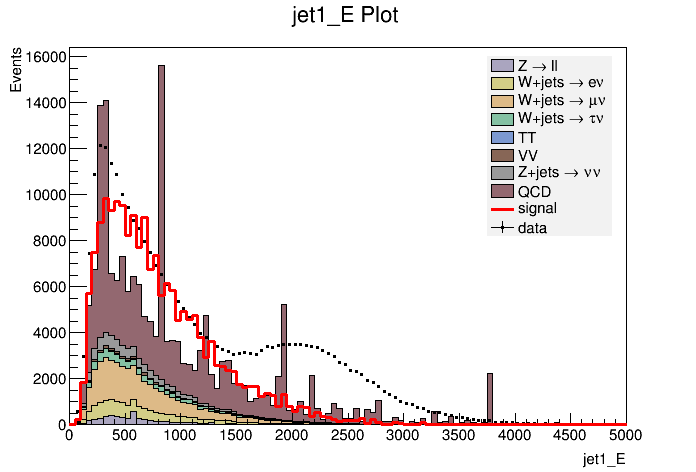 jet1_E Plot
Events
16000
14000
12000
10000
8000
6000
4000
2000
0
0 500 1000 1500 2000 2500 3000 3500 4000 4500 5000
jet1_E
Z → ll
W+jets → eν
W+jets → μν
W+jets → τν
TT
VV
Z+jets → νν
QCD
signal
data